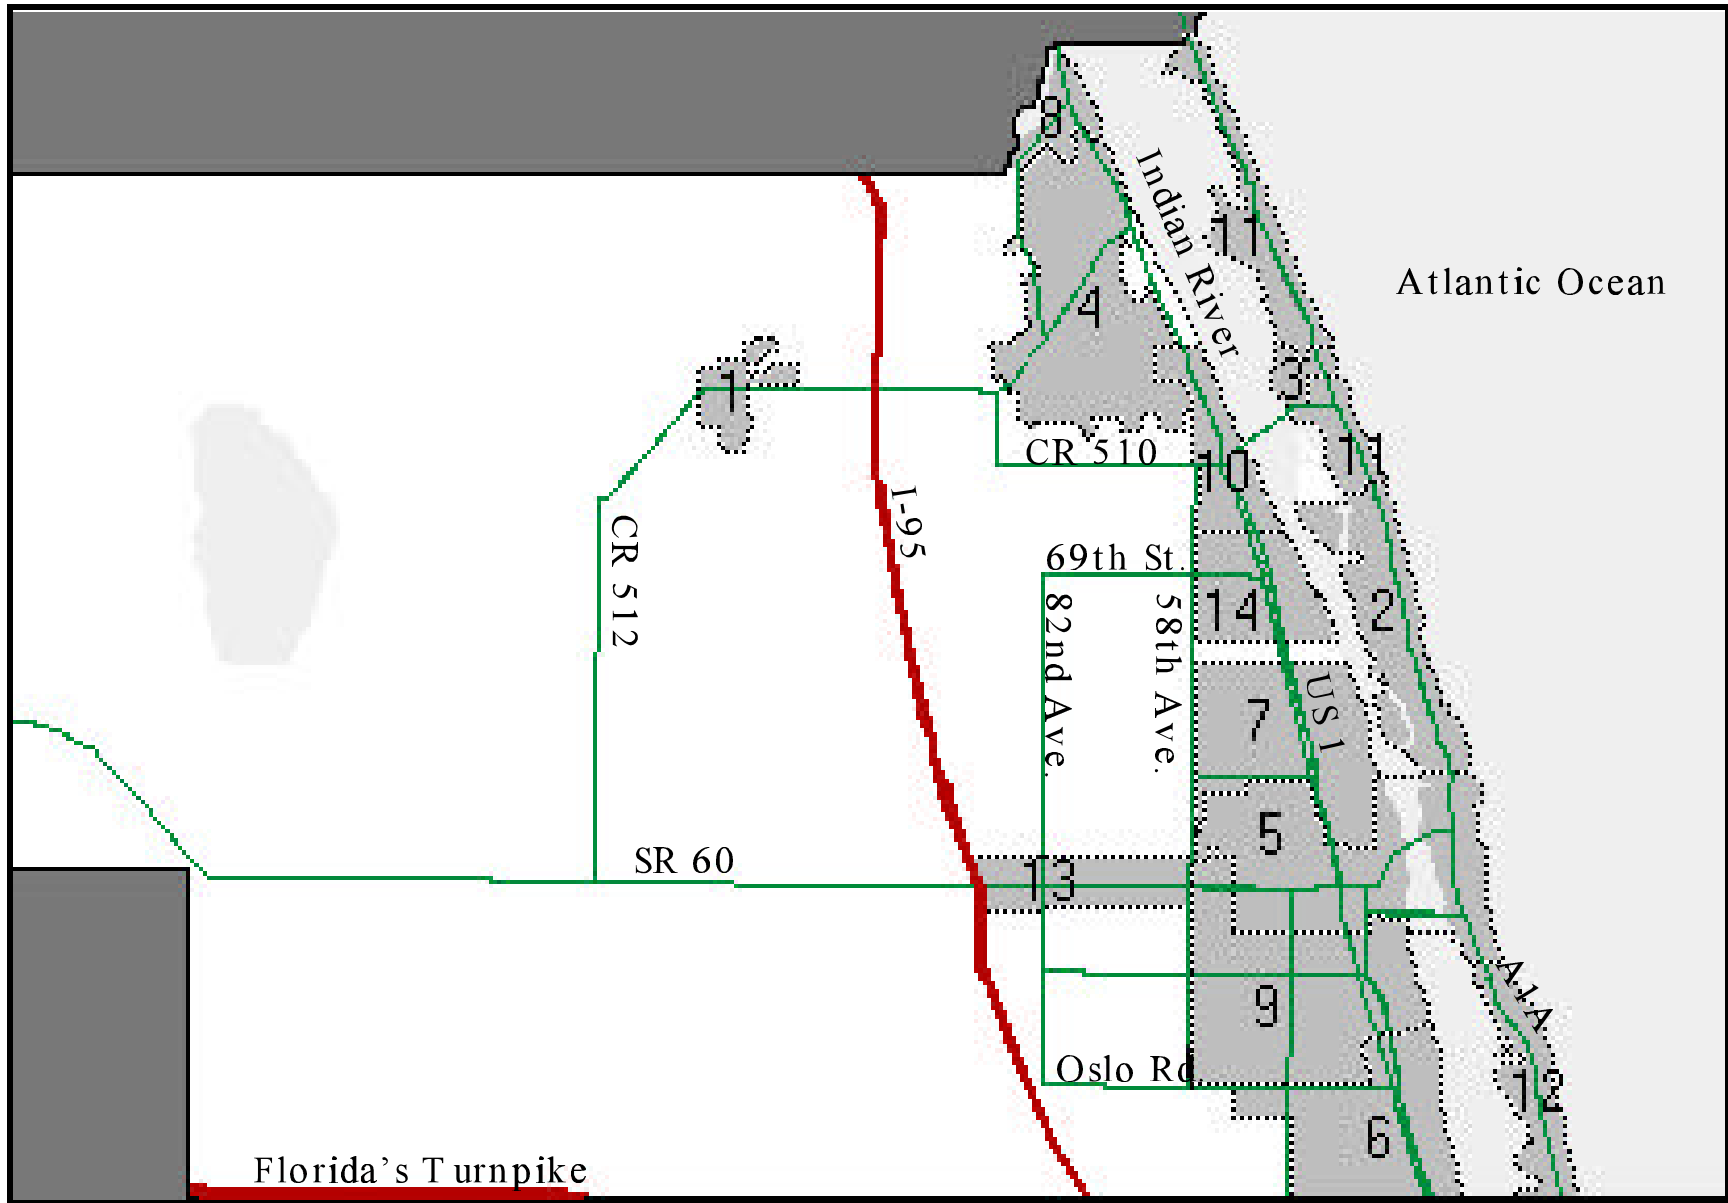 8
Indian River
11
Atlantic Ocean
4
3
1
CR 510
10
11
I-95
CR 512
69th St.
14
82nd Ave.
58th Ave.
2
US 1
7
5
SR 60
13
A1A
9
Oslo Rd.
12
6
Florida's Turnpike